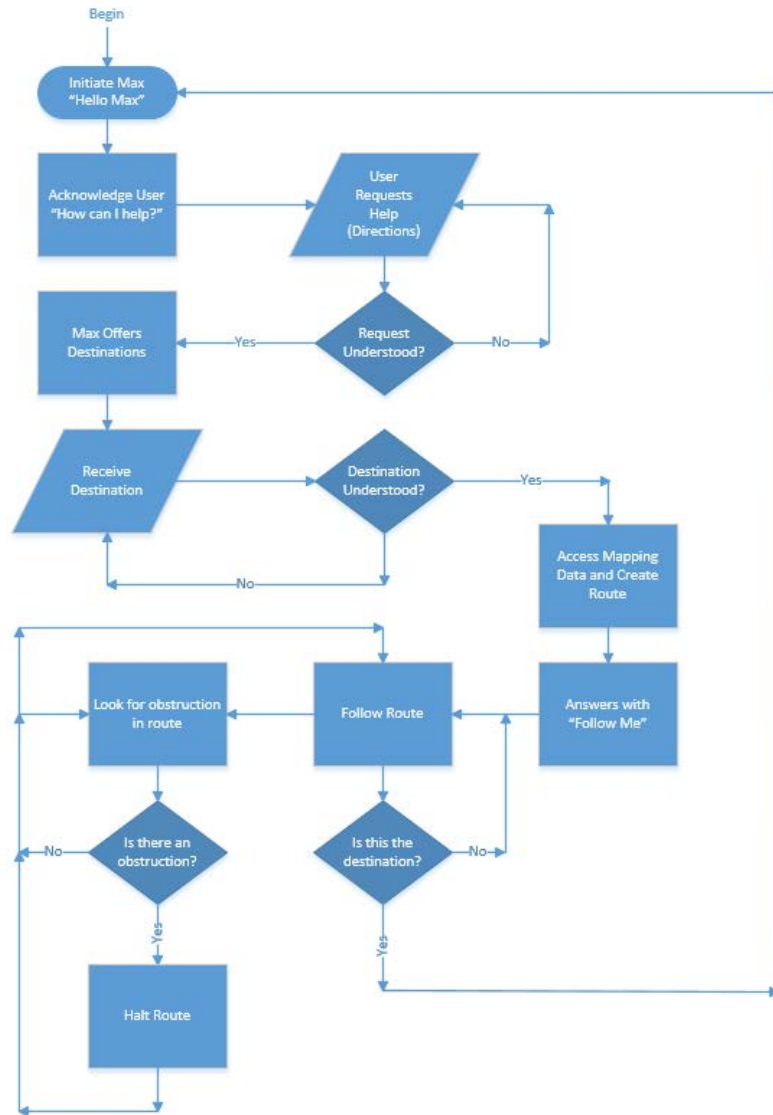 Begin
Initiate Max
“Hello Max”
Acknowledge User
“How can I help?”
User
Requests
Help
(Directions)
Max Offers
Destinations
Yes
Request
Understood?
No
Receive
Destination
Destination
Understood?
Yes
No
Access Mapping
Data and Create
Route
Look for obstruction
in route
Follow Route
Answers with
“Follow Me”
No
Is there an
obstruction?
Is this the
destination?
No
Yes
Yes
Halt Route